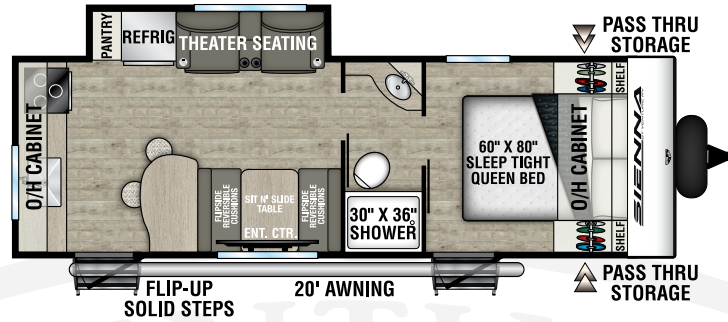 PASS THRU
STORAGE
PANTRY
REFRIG
THEATER SEATING
SHELF
O/H CABINET
60" X 80"
SLEEP TIGHT
QUEEN BED
O/H CABINET
SIENNA
FLIPSIDE
REVERSIBLE
CUSHIONS
SIT N' SLIDE
TABLE
FLIPSIDE
REVERSIBLE
CUSHIONS
ENT. CTR.
30" X 36"
SHOWER
SHELF
FLIP-UP
SOLID STEPS
20' AWNING
PASS THRU
STORAGE